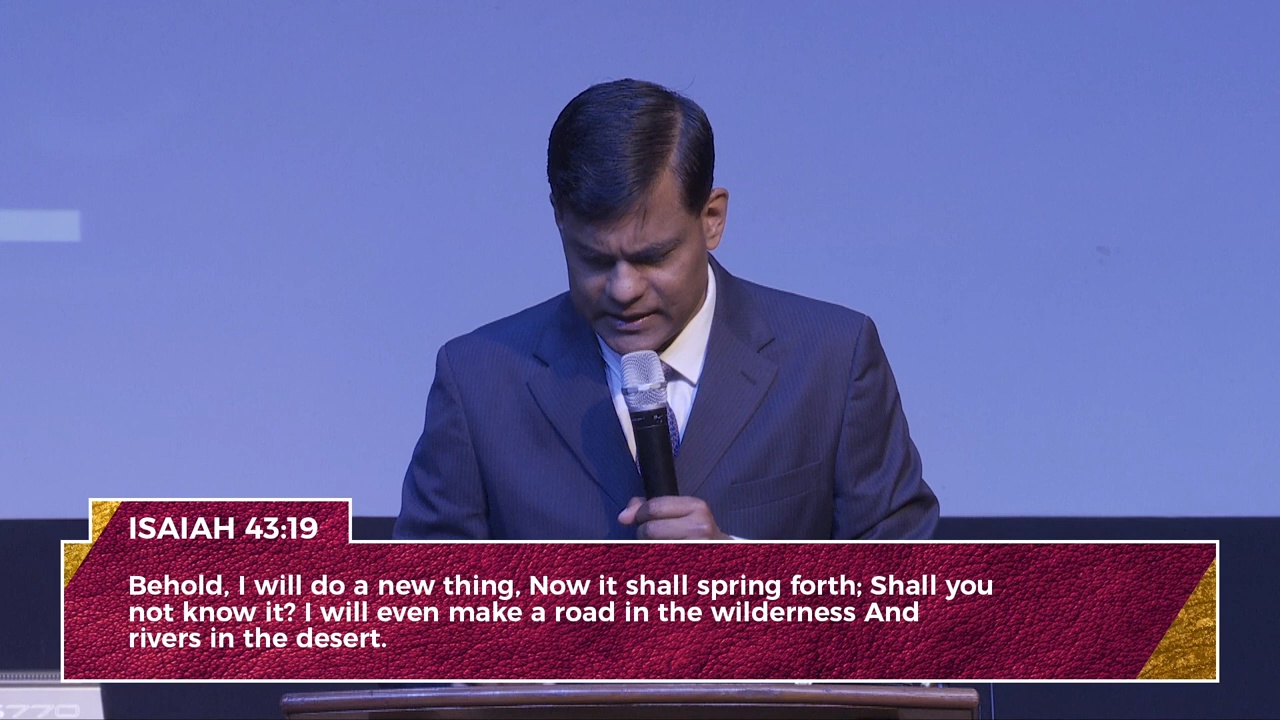 ISAIAH 43:19
Behold, I will do a new thing, Now it shall spring forth; Shall you
not know it? I will even make a road in the wilderness And
rivers in the desert.